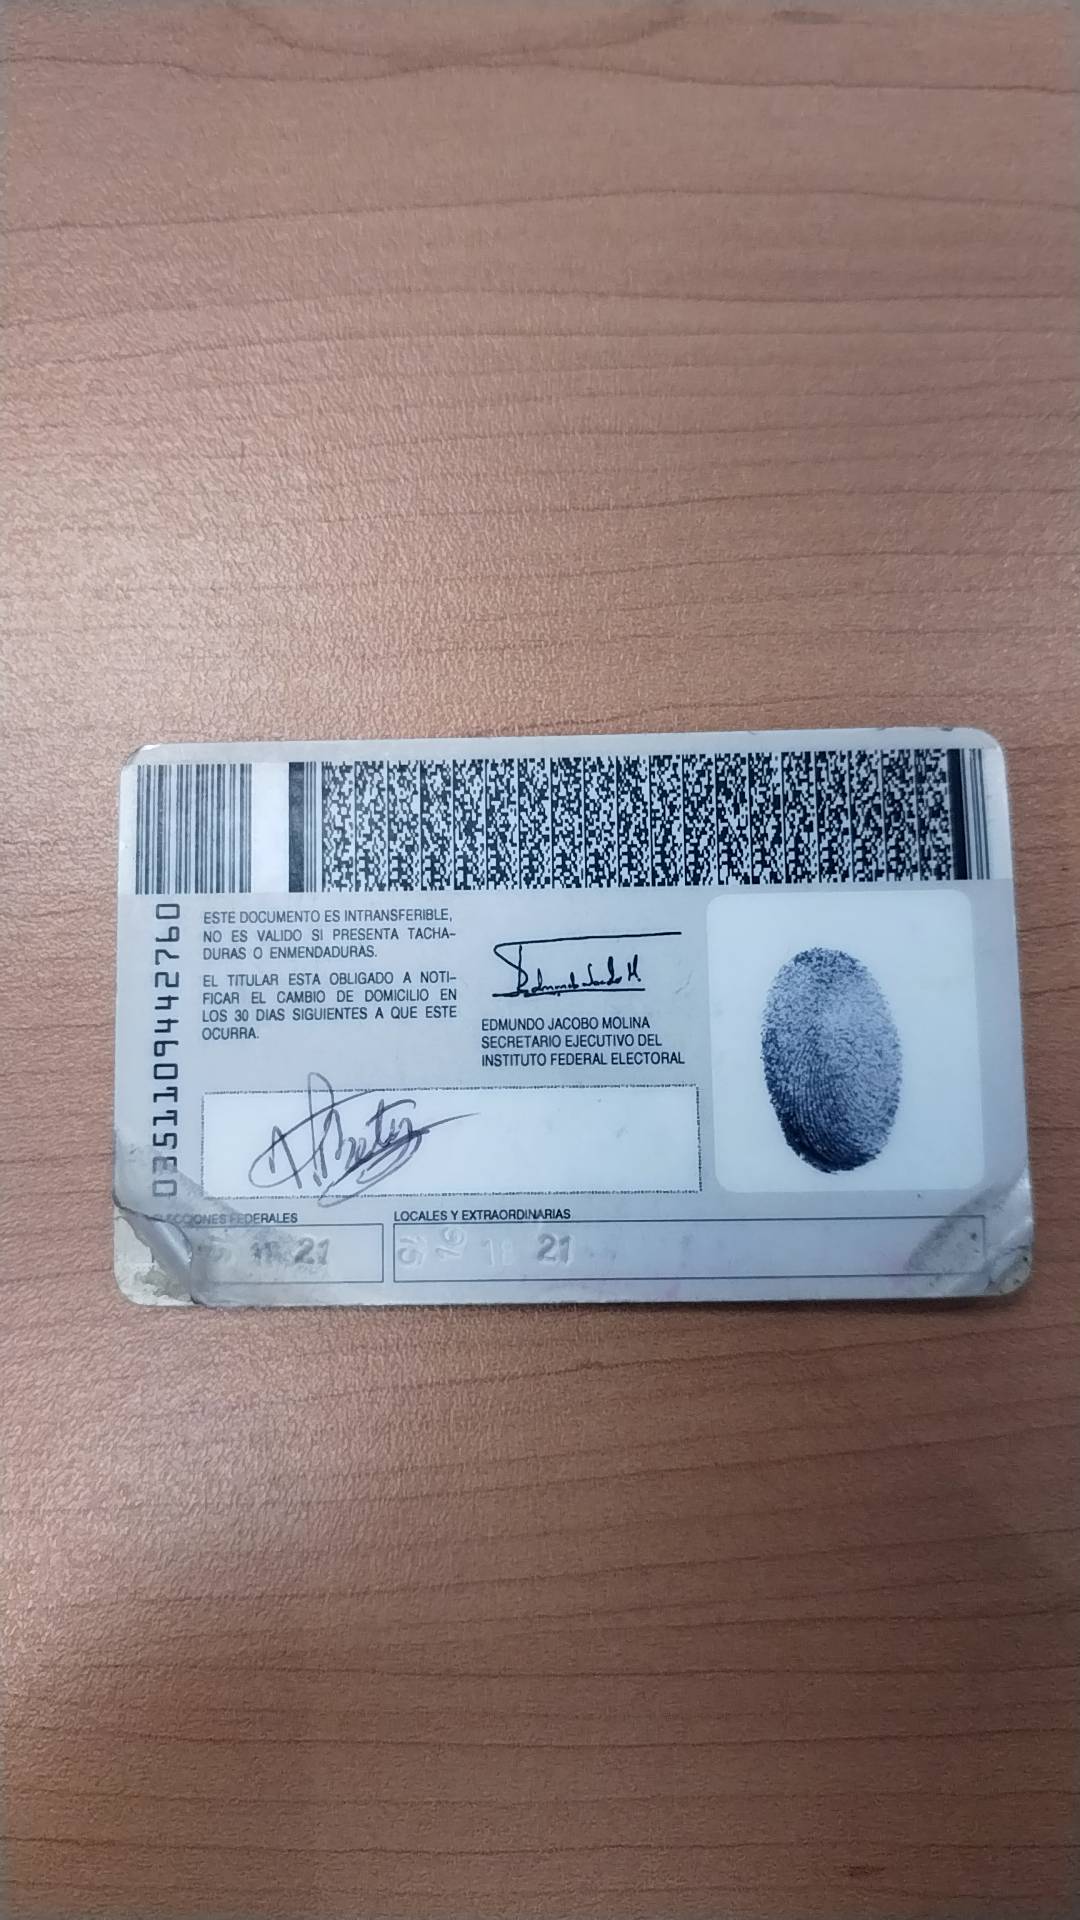 0351109442760
ESTE DOCUMENTO ES INTRANSFERIBLE,
NO ES VALIDO SI PRESENTA TACHA-
DURAS O ENMENDADURAS.
EL TITULAR ESTA OBLIGADO A NOTI-
FICAR EL CAMBIO DE DOMICILIO EN
LOS 30 DIAS SIGUIENTES A QUE ESTE
OCURRA.
EDMUNDO JACOBO MOLINA
SECRETARIO EJECUTIVO DEL
INSTITUTO FEDERAL ELECTORAL
ELECCIONES FEDERALES
21
LOCALES Y EXTRAORDINARIAS
18 21